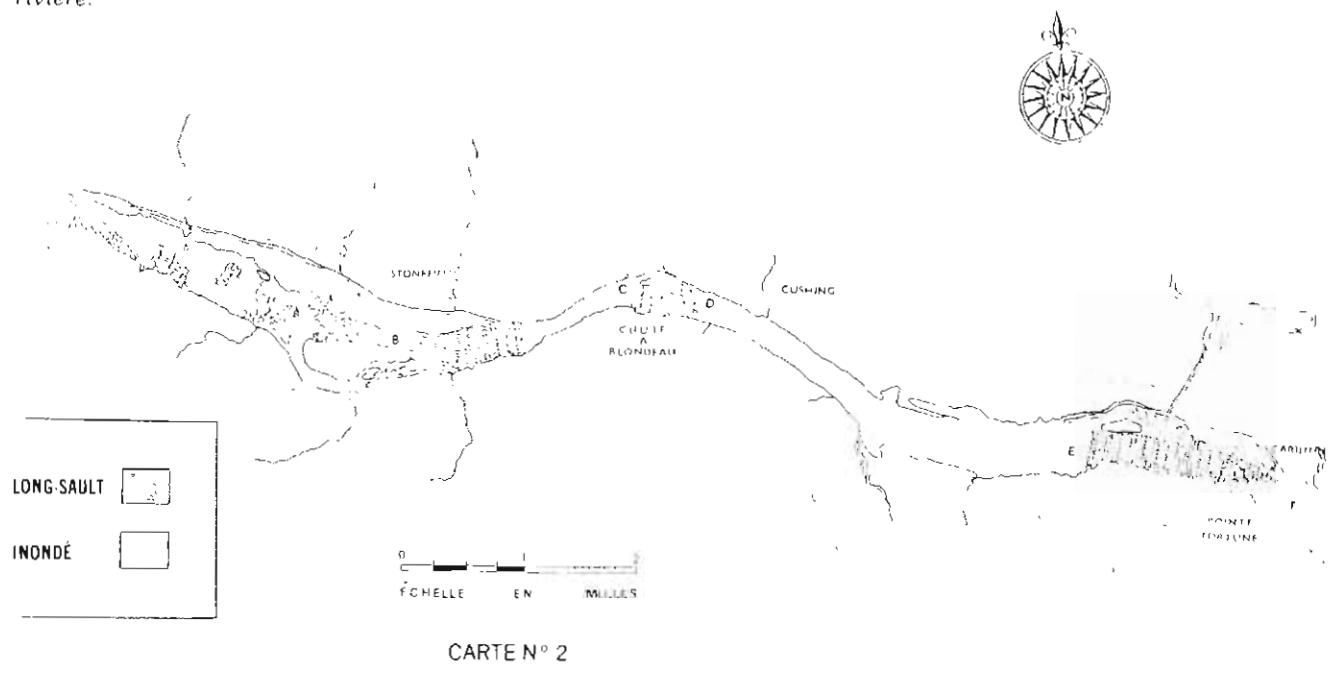 rivière.
N
STONEFIELD
A
B
C
D
CUSHING
CHUTE
A
BLONDEAU
E
CARILLON
F
POINTE
FORTUNE
LONG-SAULT
INONDÉ
0 1 2
ÉCHELLE EN MILLES
CARTE N° 2